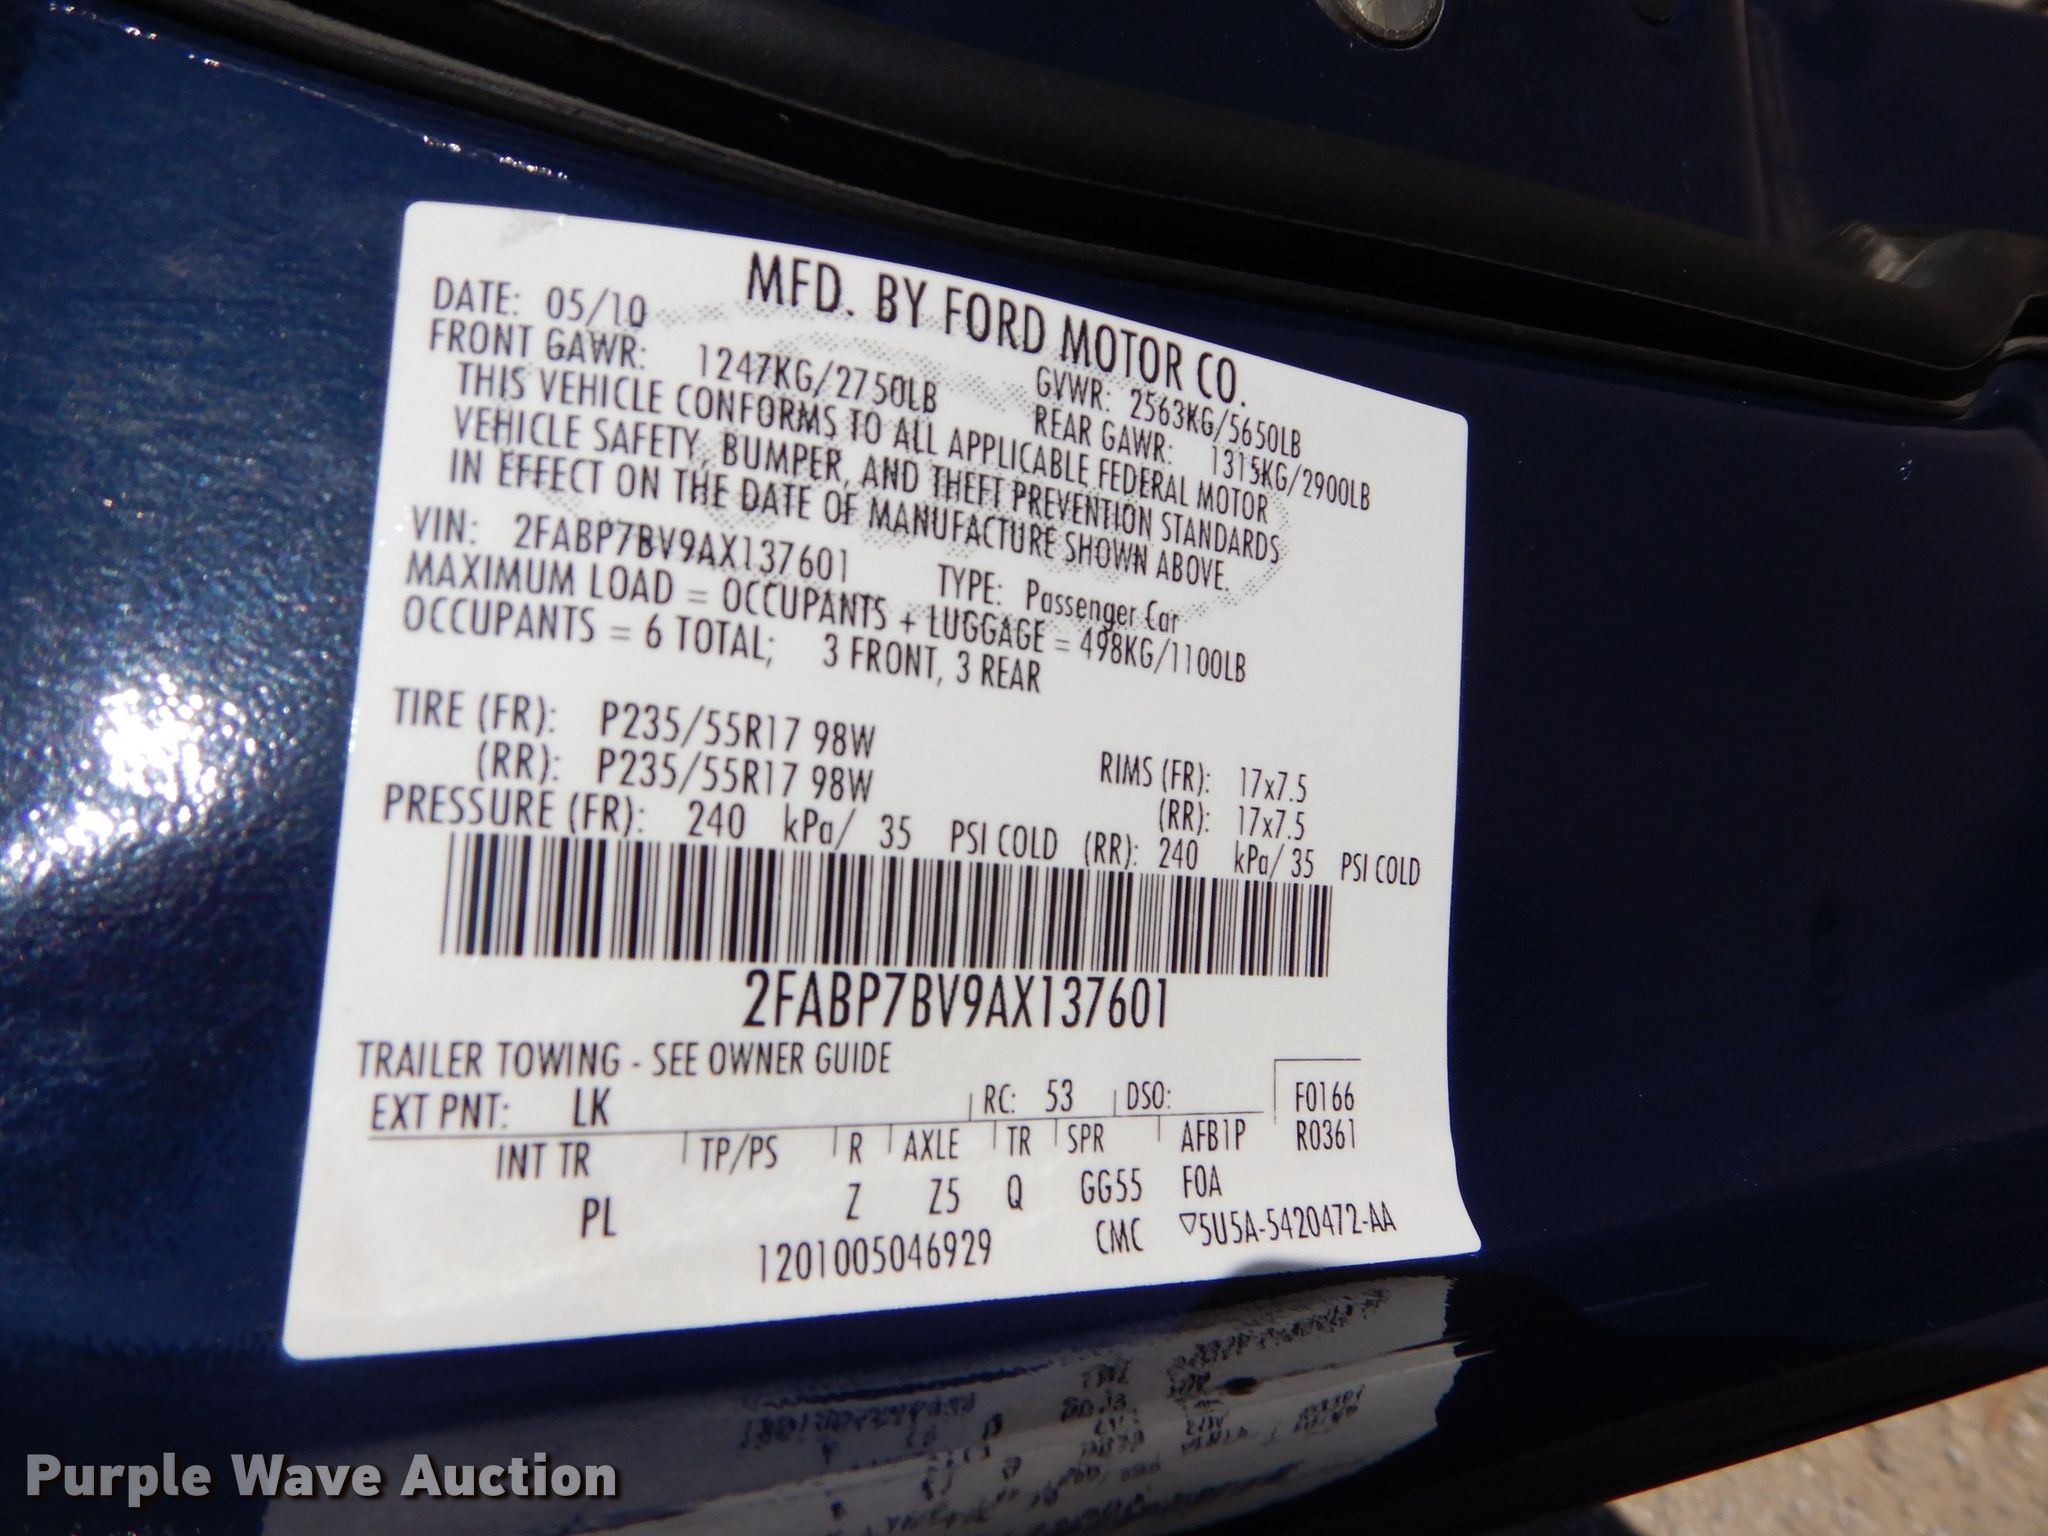 MFD. BY FORD MOTOR CO.
DATE: 05/10 GVWR: 2563KG/5650LB
FRONT GAWR: 1247KG/2750LB REAR GAWR: 1315KG/2900LB
THIS VEHICLE CONFORMS TO ALL APPLICABLE FEDERAL MOTOR
VEHICLE SAFETY, BUMPER, AND THEFT PREVENTION STANDARDS
IN EFFECT ON THE DATE OF MANUFACTURE SHOWN ABOVE.
VIN: 2FABP7BV9AX137601 TYPE: Passenger Car
MAXIMUM LOAD = OCCUPANTS + LUGGAGE = 498KG/1100LB
OCCUPANTS = 6 TOTAL; 3 FRONT, 3 REAR
TIRE (FR): P235/55R17 98W RIMS (FR): 17x7.5
(RR): P235/55R17 98W (RR): 17x7.5
PRESSURE (FR): 240 kPa/ 35 PSI COLD (RR): 240 kPa/ 35 PSI COLD
2FABP7BV9AX137601
TRAILER TOWING - SEE OWNER GUIDE
EXT PNT: LK RC: 53 DSO: F0166
INT TR TP/PS R AXLE TR SPR AFB1P R0361
PL Z Z5 Q GG55 F0A
1201005046929 CMC ▽5U5A-5420472-AA
Purple Wave Auction